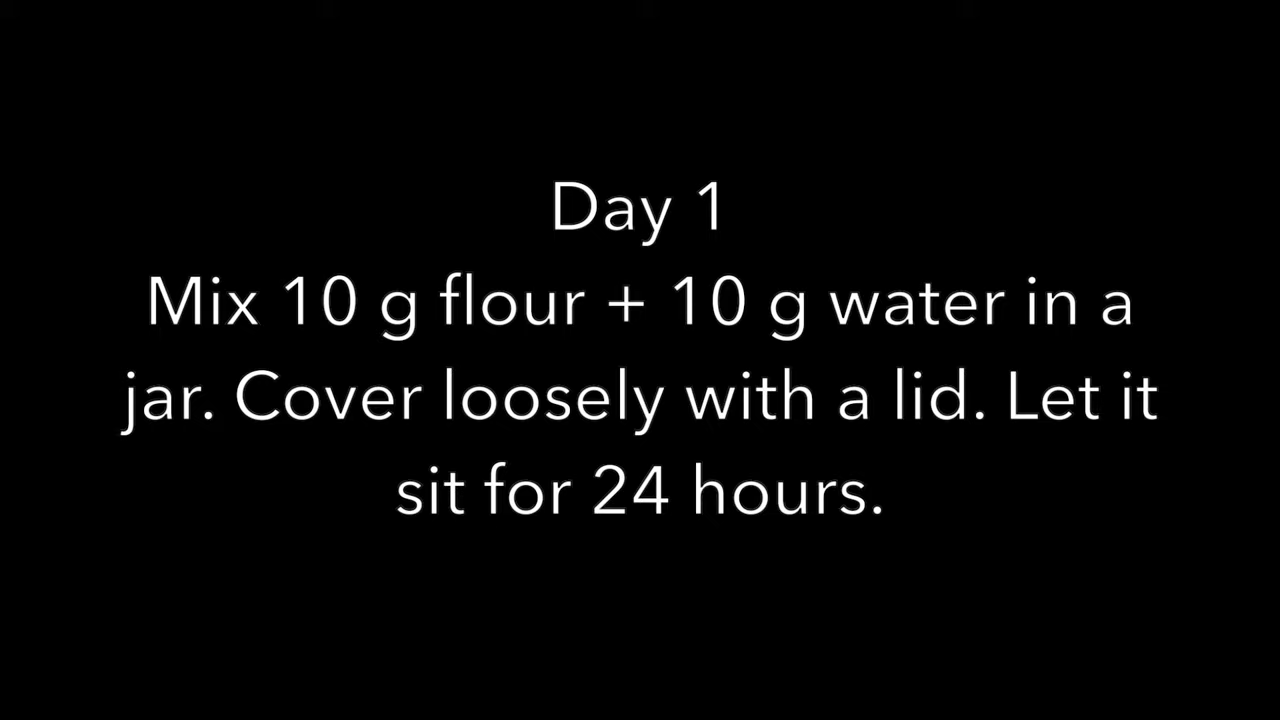 Day 1
Mix 10 g flour + 10 g water in a
jar. Cover loosely with a lid. Let it
sit for 24 hours.